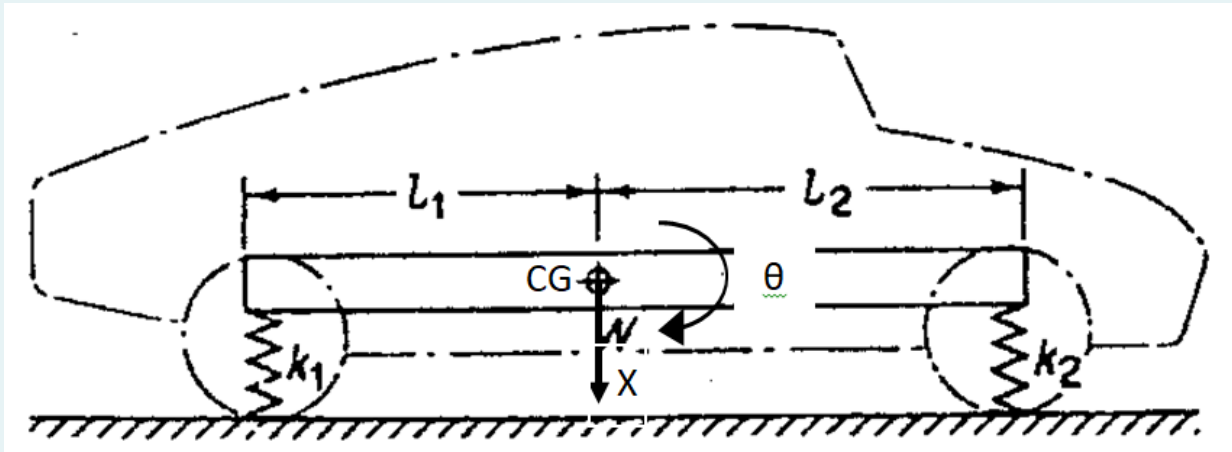 l₁ l₂
CG θ
W
k₁ k₂
X